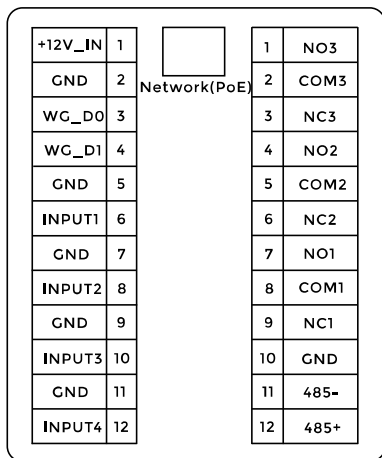 +12V_IN 1
GND 2
WG_D0 3
WG_D1 4
GND 5
INPUT1 6
GND 7
INPUT2 8
GND 9
INPUT3 10
GND 11
INPUT4 12
Network(PoE)
1 NO3
2 COM3
3 NC3
4 NO2
5 COM2
6 NC2
7 NO1
8 COM1
9 NC1
10 GND
11 485-
12 485+